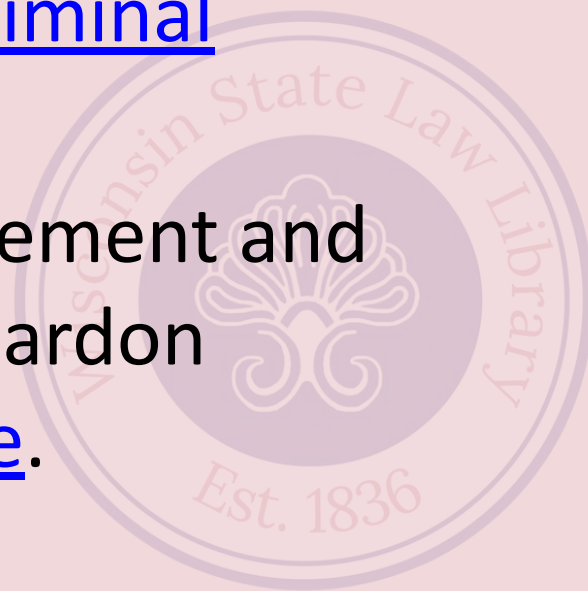 iminal
ement and
ardon
e.
Wisconsin State Law Library
Est. 1836